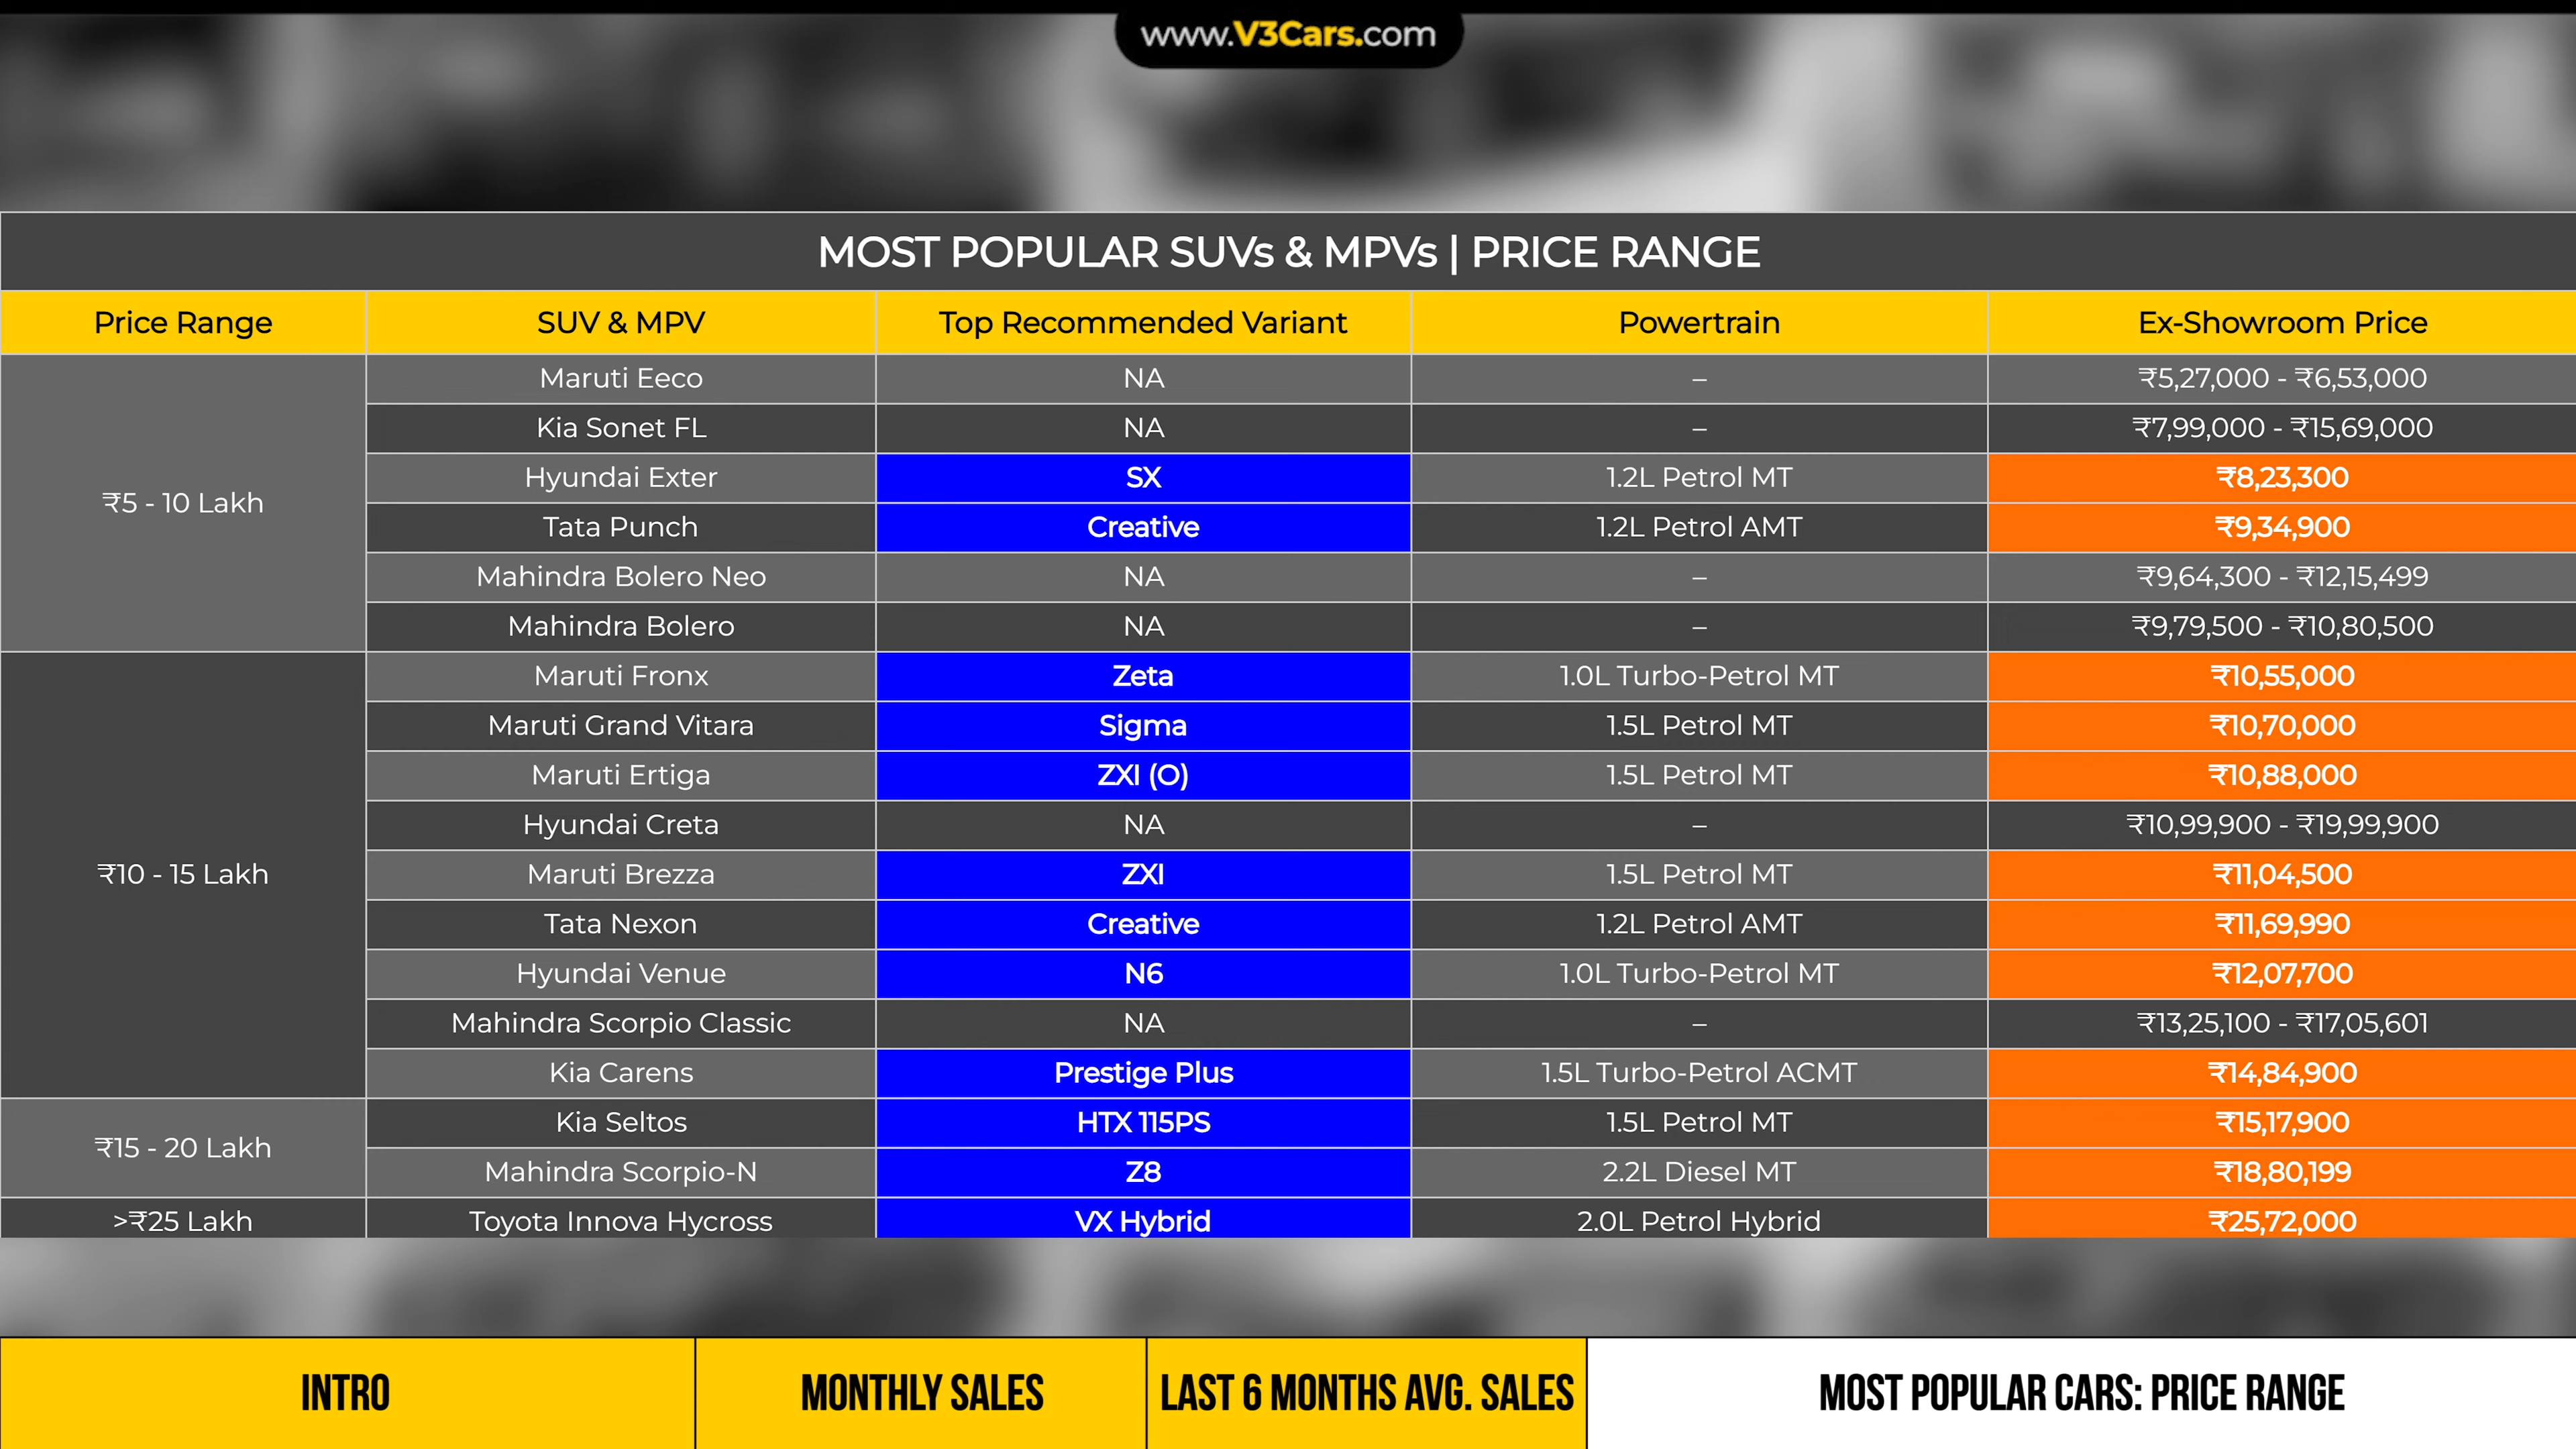 www.V3Cars.com
MOST POPULAR SUVs & MPVs | PRICE RANGE
Price Range SUV & MPV Top Recommended Variant Powertrain Ex-Showroom Price
₹5 - 10 Lakh
Maruti Eeco NA – ₹5,27,000 - ₹6,53,000
Kia Sonet FL NA – ₹7,99,000 - ₹15,69,000
Hyundai Exter SX 1.2L Petrol MT ₹8,23,300
Tata Punch Creative 1.2L Petrol AMT ₹9,34,900
Mahindra Bolero Neo NA – ₹9,64,300 - ₹12,15,499
Mahindra Bolero NA – ₹9,79,500 - ₹10,80,500
₹10 - 15 Lakh
Maruti Fronx Zeta 1.0L Turbo-Petrol MT ₹10,55,000
Maruti Grand Vitara Sigma 1.5L Petrol MT ₹10,70,000
Maruti Ertiga ZXI (O) 1.5L Petrol MT ₹10,88,000
Hyundai Creta NA – ₹10,99,900 - ₹19,99,900
Maruti Brezza ZXI 1.5L Petrol MT ₹11,04,500
Tata Nexon Creative 1.2L Petrol AMT ₹11,69,990
Hyundai Venue N6 1.0L Turbo-Petrol MT ₹12,07,700
Mahindra Scorpio Classic NA – ₹13,25,100 - ₹17,05,601
Kia Carens Prestige Plus 1.5L Turbo-Petrol ACMT ₹14,84,900
₹15 - 20 Lakh
Kia Seltos HTX 115PS 1.5L Petrol MT ₹15,17,900
Mahindra Scorpio-N Z8 2.2L Diesel MT ₹18,80,199
>₹25 Lakh Toyota Innova Hycross VX Hybrid 2.0L Petrol Hybrid ₹25,72,000
INTRO MONTHLY SALES LAST 6 MONTHS AVG. SALES MOST POPULAR CARS: PRICE RANGE